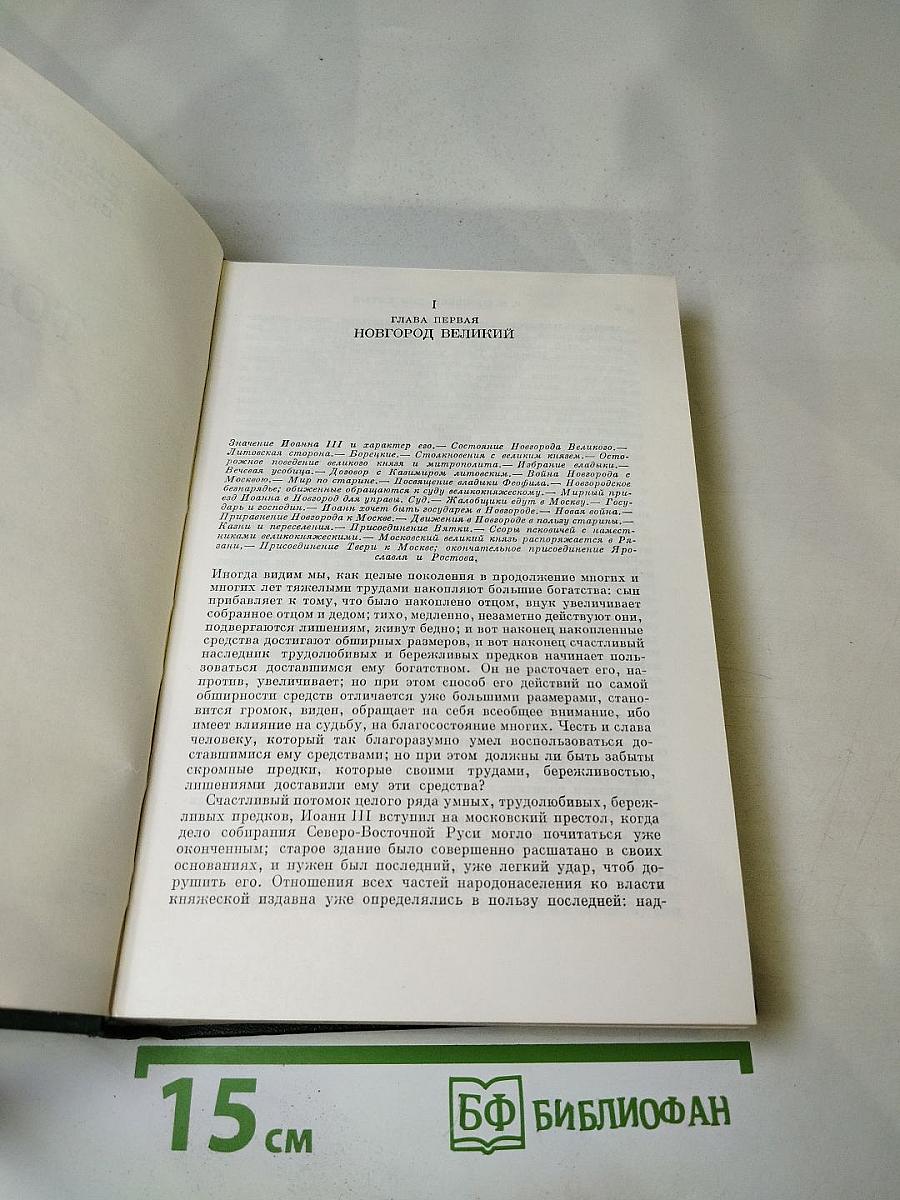 I
ГЛАВА ПЕРВАЯ
НОВГОРОД ВЕЛИКИЙ
Значение Иоанна III и характер его.— Состояние Новгорода Великого.—
Литовская сторона.— Борецкие.— Столкновения с великим князем.— Осто-
рожное поведение великого князя и митрополита.— Избрание владыки.—
Вечевая усобица.— Договор с Казимиром литовским.— Война Новгорода с
Москвою.— Мир по старине.— Посвящение владыки Феофила.— Новгородское
безнарядье; обиженные обращаются к суду великокняжескому.— Мирный при-
езд Иоанна в Новгород для управы. Суд.— Жалобщики едут в Москву.— Госу-
дарь и господин.— Иоанн хочет быть государем в Новгороде.— Новая война.—
Приравнение Новгорода к Москве.— Движения в Новгороде в пользу старины.—
Казни и переселения.— Присоединение Вятки.— Ссоры псковичей с намест-
никами великокняжескими.— Московский великий князь распоряжается в Ря-
зани.— Присоединение Твери к Москве; окончательное присоединение Яро-
славля и Ростова.
Иногда видим мы, как целые поколения в продолжение многих и
многих лет тяжелыми трудами накопляют большие богатства: сын
прибавляет к тому, что было накоплено отцом, внук увеличивает
собранное отцом и дедом; тихо, медленно, незаметно действуют они,
подвергаются лишениям, живут бедно; и вот наконец накопленные
средства достигают обширных размеров, и вот наконец счастливый
наследник трудолюбивых и бережливых предков начинает поль-
зоваться доставшимся ему богатством. Он не расточает его, на-
против, увеличивает; но при этом способ его действий по самой
обширности средств отличается уже большими размерами, стано-
вится громок, виден, обращает на себя всеобщее внимание, ибо
имеет влияние на судьбу, на благосостояние многих. Честь и слава
человеку, который так благоразумно умел воспользоваться до-
ставшимися ему средствами; но при этом должны ли быть забыты
скромные предки, которые своими трудами, бережливостью,
лишениями доставили ему эти средства?
Счастливый потомок целого ряда умных, трудолюбивых, береж-
ливых предков, Иоанн III вступил на московский престол, когда
дело собирания Северо-Восточной Руси могло почитаться уже
оконченным; старое здание было совершенно расшатано в своих
основаниях, и нужен был последний, уже легкий удар, чтоб до-
рушить его. Отношения всех частей народонаселения ко власти
княжеской издавна уже определялись в пользу последней: над-
15 см
БФ БИБЛИОФАН